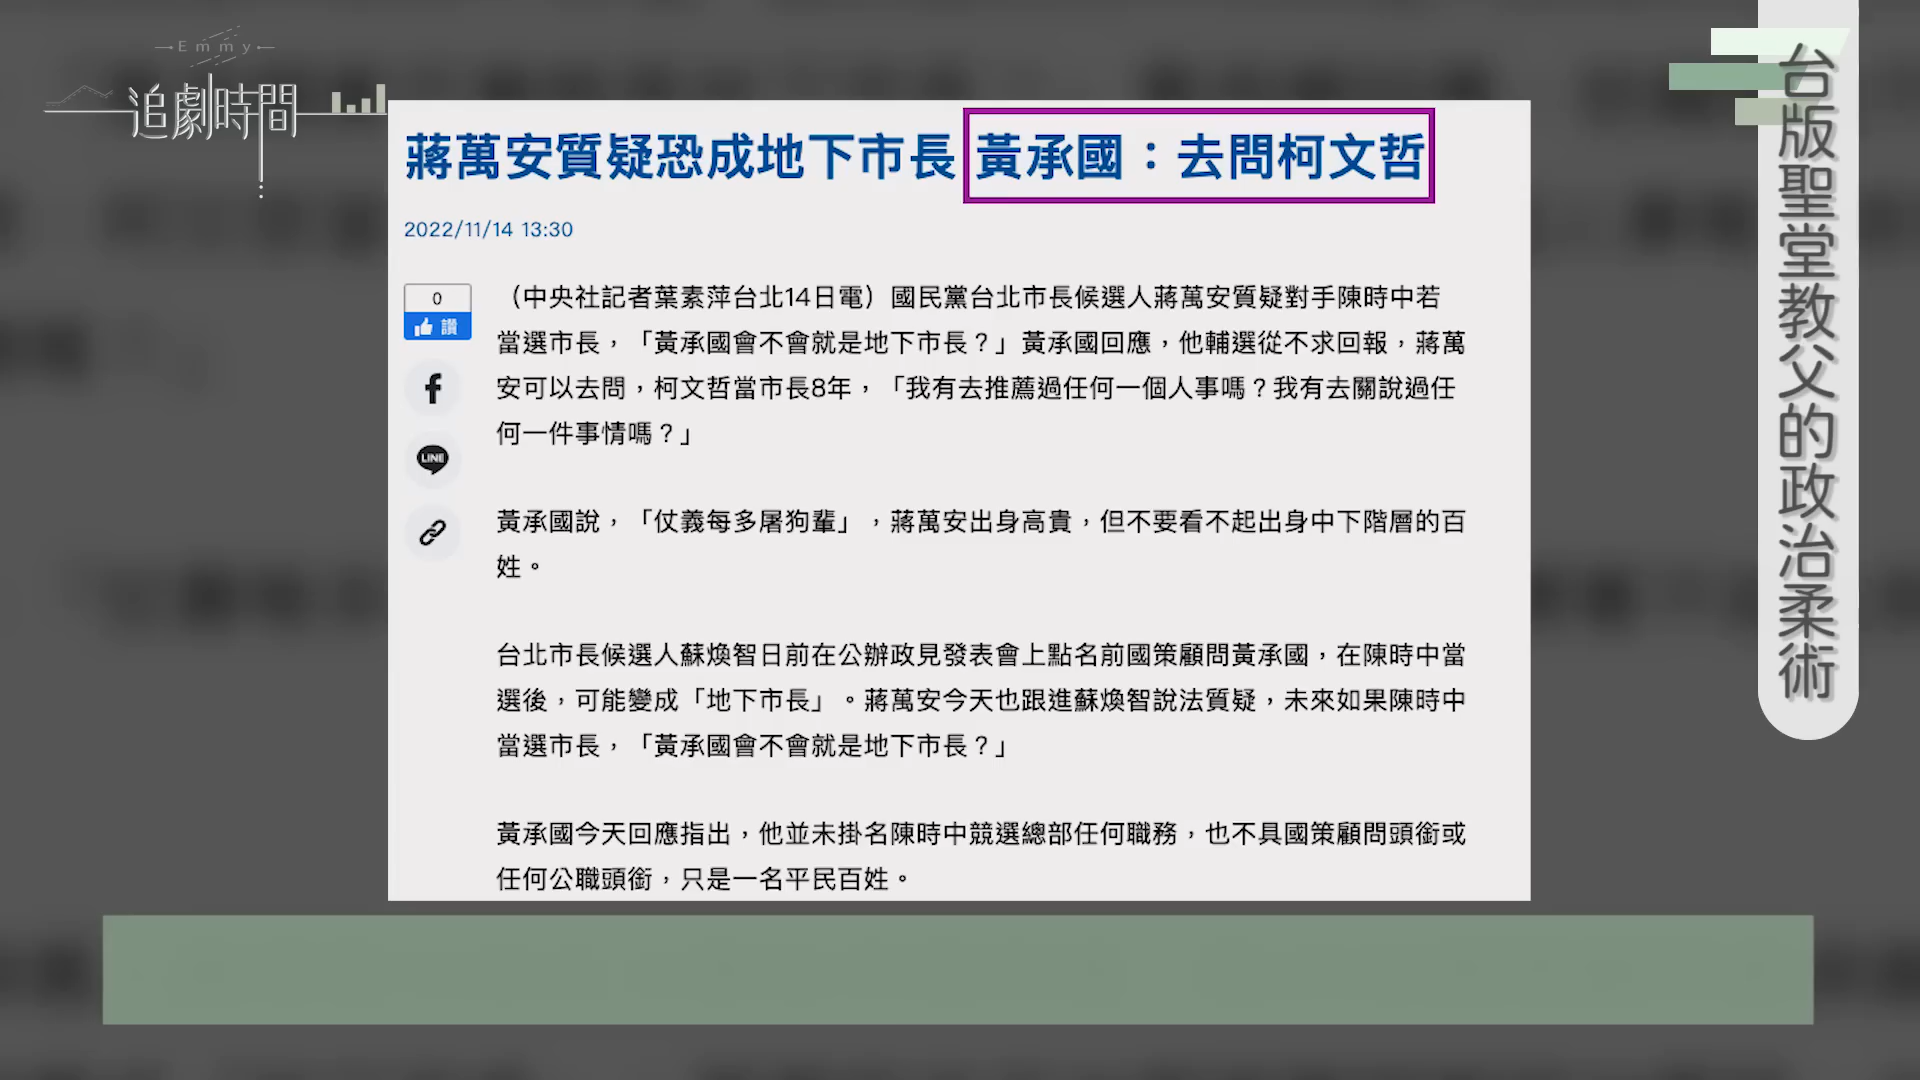 Emmy
追劇時間
台版聖堂教父的政治柔術
蔣萬安質疑恐成地下市長 黃承國：去問柯文哲
2022/11/14 13:30
0
讚
LINE
（中央社記者葉素萍台北14日電）國民黨台北市長候選人蔣萬安質疑對手陳時中若
當選市長，「黃承國會不會就是地下市長？」黃承國回應，他輔選從不求回報，蔣萬
安可以去問，柯文哲當市長8年，「我有去推薦過任何一個人事嗎？我有去關說過任
何一件事情嗎？」
黃承國說，「仗義每多屠狗輩」，蔣萬安出身高貴，但不要看不起出身中下階層的百
姓。
台北市長候選人蘇煥智日前在公辦政見發表會上點名前國策顧問黃承國，在陳時中當
選後，可能變成「地下市長」。蔣萬安今天也跟進蘇煥智說法質疑，未來如果陳時中
當選市長，「黃承國會不會就是地下市長？」
黃承國今天回應指出，他並未掛名陳時中競選總部任何職務，也不具國策顧問頭銜或
任何公職頭銜，只是一名平民百姓。